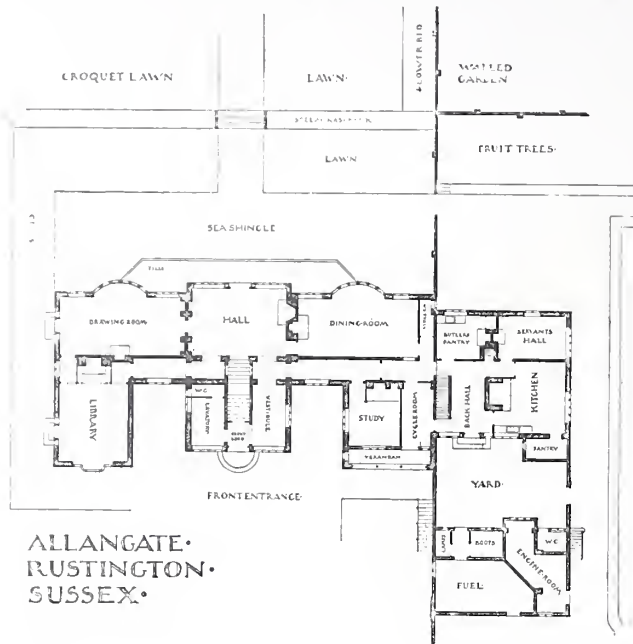 CROQUET LAWN
LAWN·
FLOWER BED
WALLED
GARDEN
LAWN
FRUIT TREES·
SEA SHINGLE
TILES
DRAWING·ROOM
HALL
DINING·ROOM
BUTLERS
PANTRY
SERVANTS
HALL
LIBRARY
W·C
LAVATORY
VESTIBULE
STUDY
CYCLE ROOM
BACK HALL
KITCHEN
PANTRY
VERANDAH
YARD·
FRONT ENTRANCE·
LAMPS
BOOTS
W·C
ENGINE·ROOM
FUEL·
ALLANGATE·
RUSTINGTON·
SUSSEX·